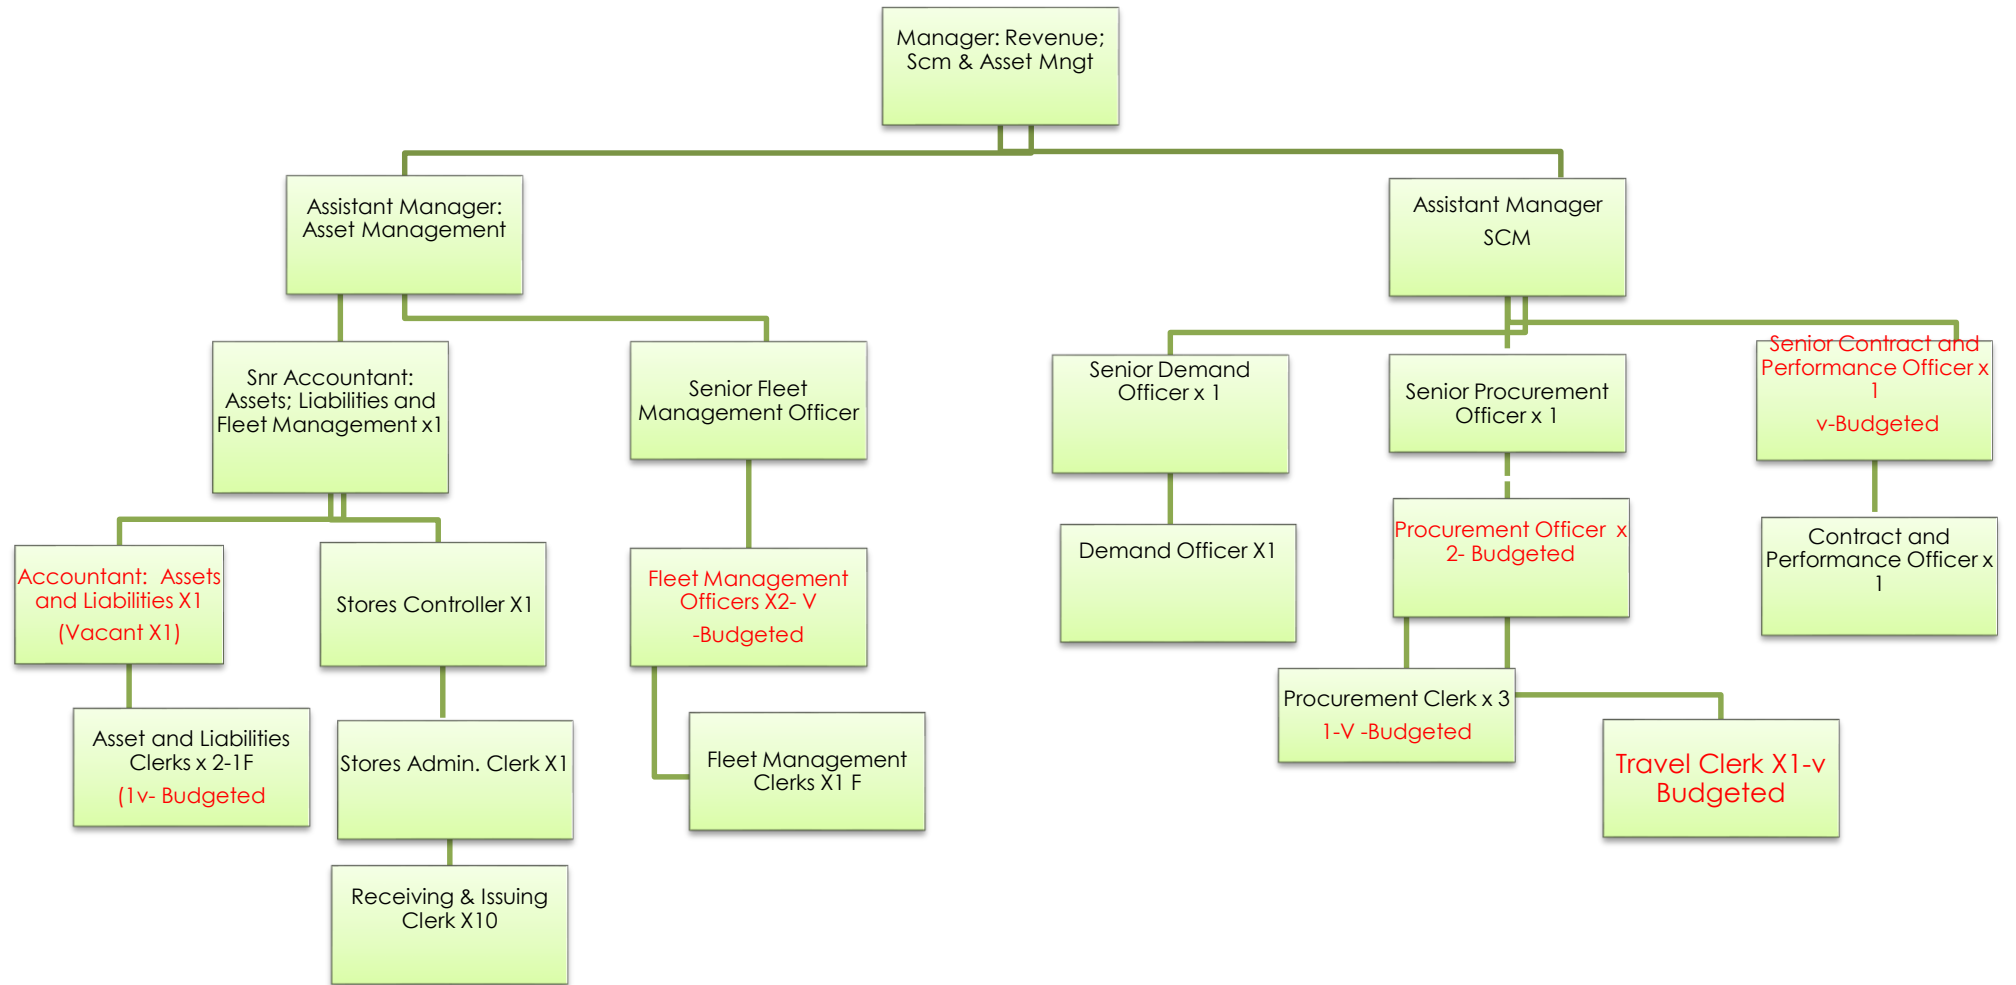 Manager: Revenue;
Scm & Asset Mngt
Assistant Manager:
Asset Management
Assistant Manager
SCM
Snr Accountant:
Assets; Liabilities and
Fleet Management x1
Senior Fleet
Management Officer
Senior Demand
Officer x 1
Senior Procurement
Officer x 1
Senior Contract and
Performance Officer x
1
v-Budgeted
Accountant:  Assets
and Liabilities X1
(Vacant X1)
Stores Controller X1
Fleet Management
Officers X2- V
-Budgeted
Demand Officer X1
Procurement Officer  x
2- Budgeted
Contract and
Performance Officer x
1
Asset and Liabilities
Clerks x 2-1F
(1v- Budgeted
Stores Admin. Clerk X1
Fleet Management
Clerks X1 F
Procurement Clerk x 3
1-V -Budgeted
Travel Clerk X1-v
Budgeted
Receiving & Issuing
Clerk X10